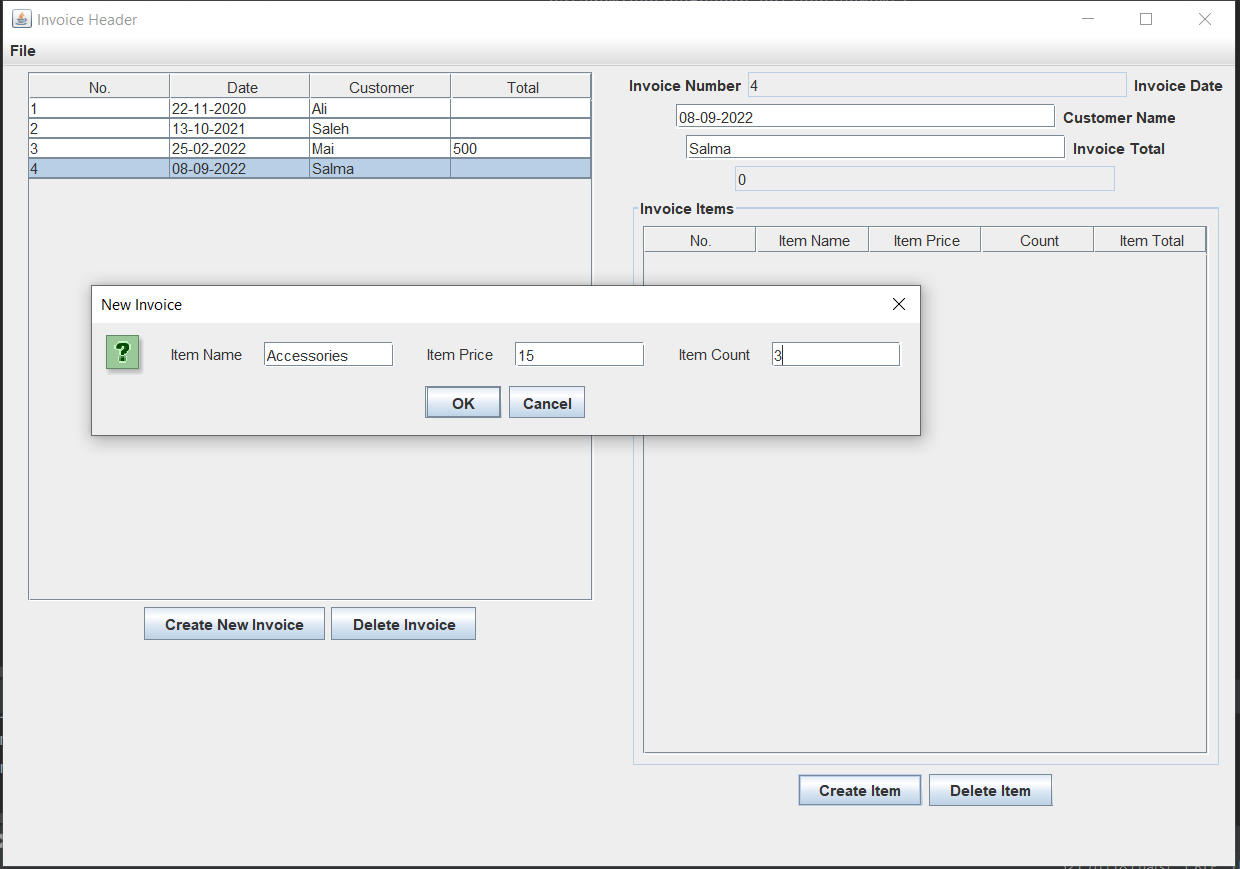 Invoice Header
File
No. Date Customer Total
1 22-11-2020 Ali
2 13-10-2021 Saleh
3 25-02-2022 Mai 500
4 08-09-2022 Salma
Invoice Number 4 Invoice Date
08-09-2022 Customer Name
Salma Invoice Total
0
Invoice Items
No. Item Name Item Price Count Item Total
New Invoice
? Item Name Accessories Item Price 15 Item Count 3
OK Cancel
Create New Invoice Delete Invoice
Create Item Delete Item